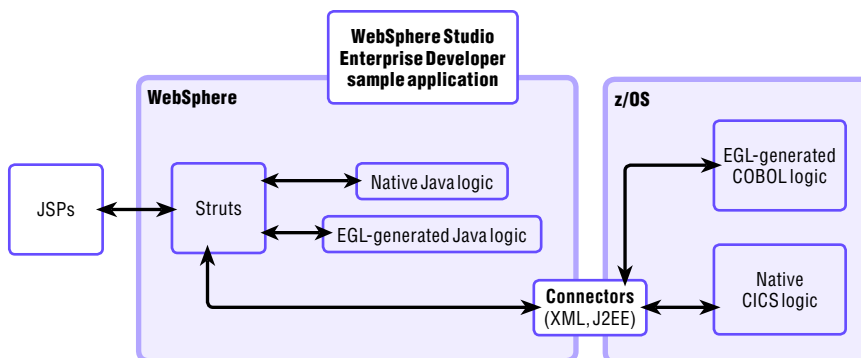 WebSphere Studio
Enterprise Developer
sample application
WebSphere
z/OS
JSPs
Struts
Native Java logic
EGL-generated Java logic
Connectors
(XML, J2EE)
EGL-generated
COBOL logic
Native
CICS logic